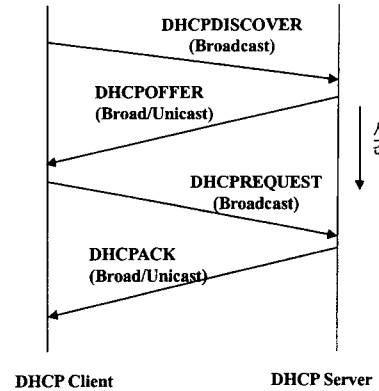 DHCPDISCOVER
(Broadcast)
DHCPOFFER
(Broad/Unicast)
DHCPREQUEST
(Broadcast)
DHCPACK
(Broad/Unicast)
DHCP Client
DHCP Server